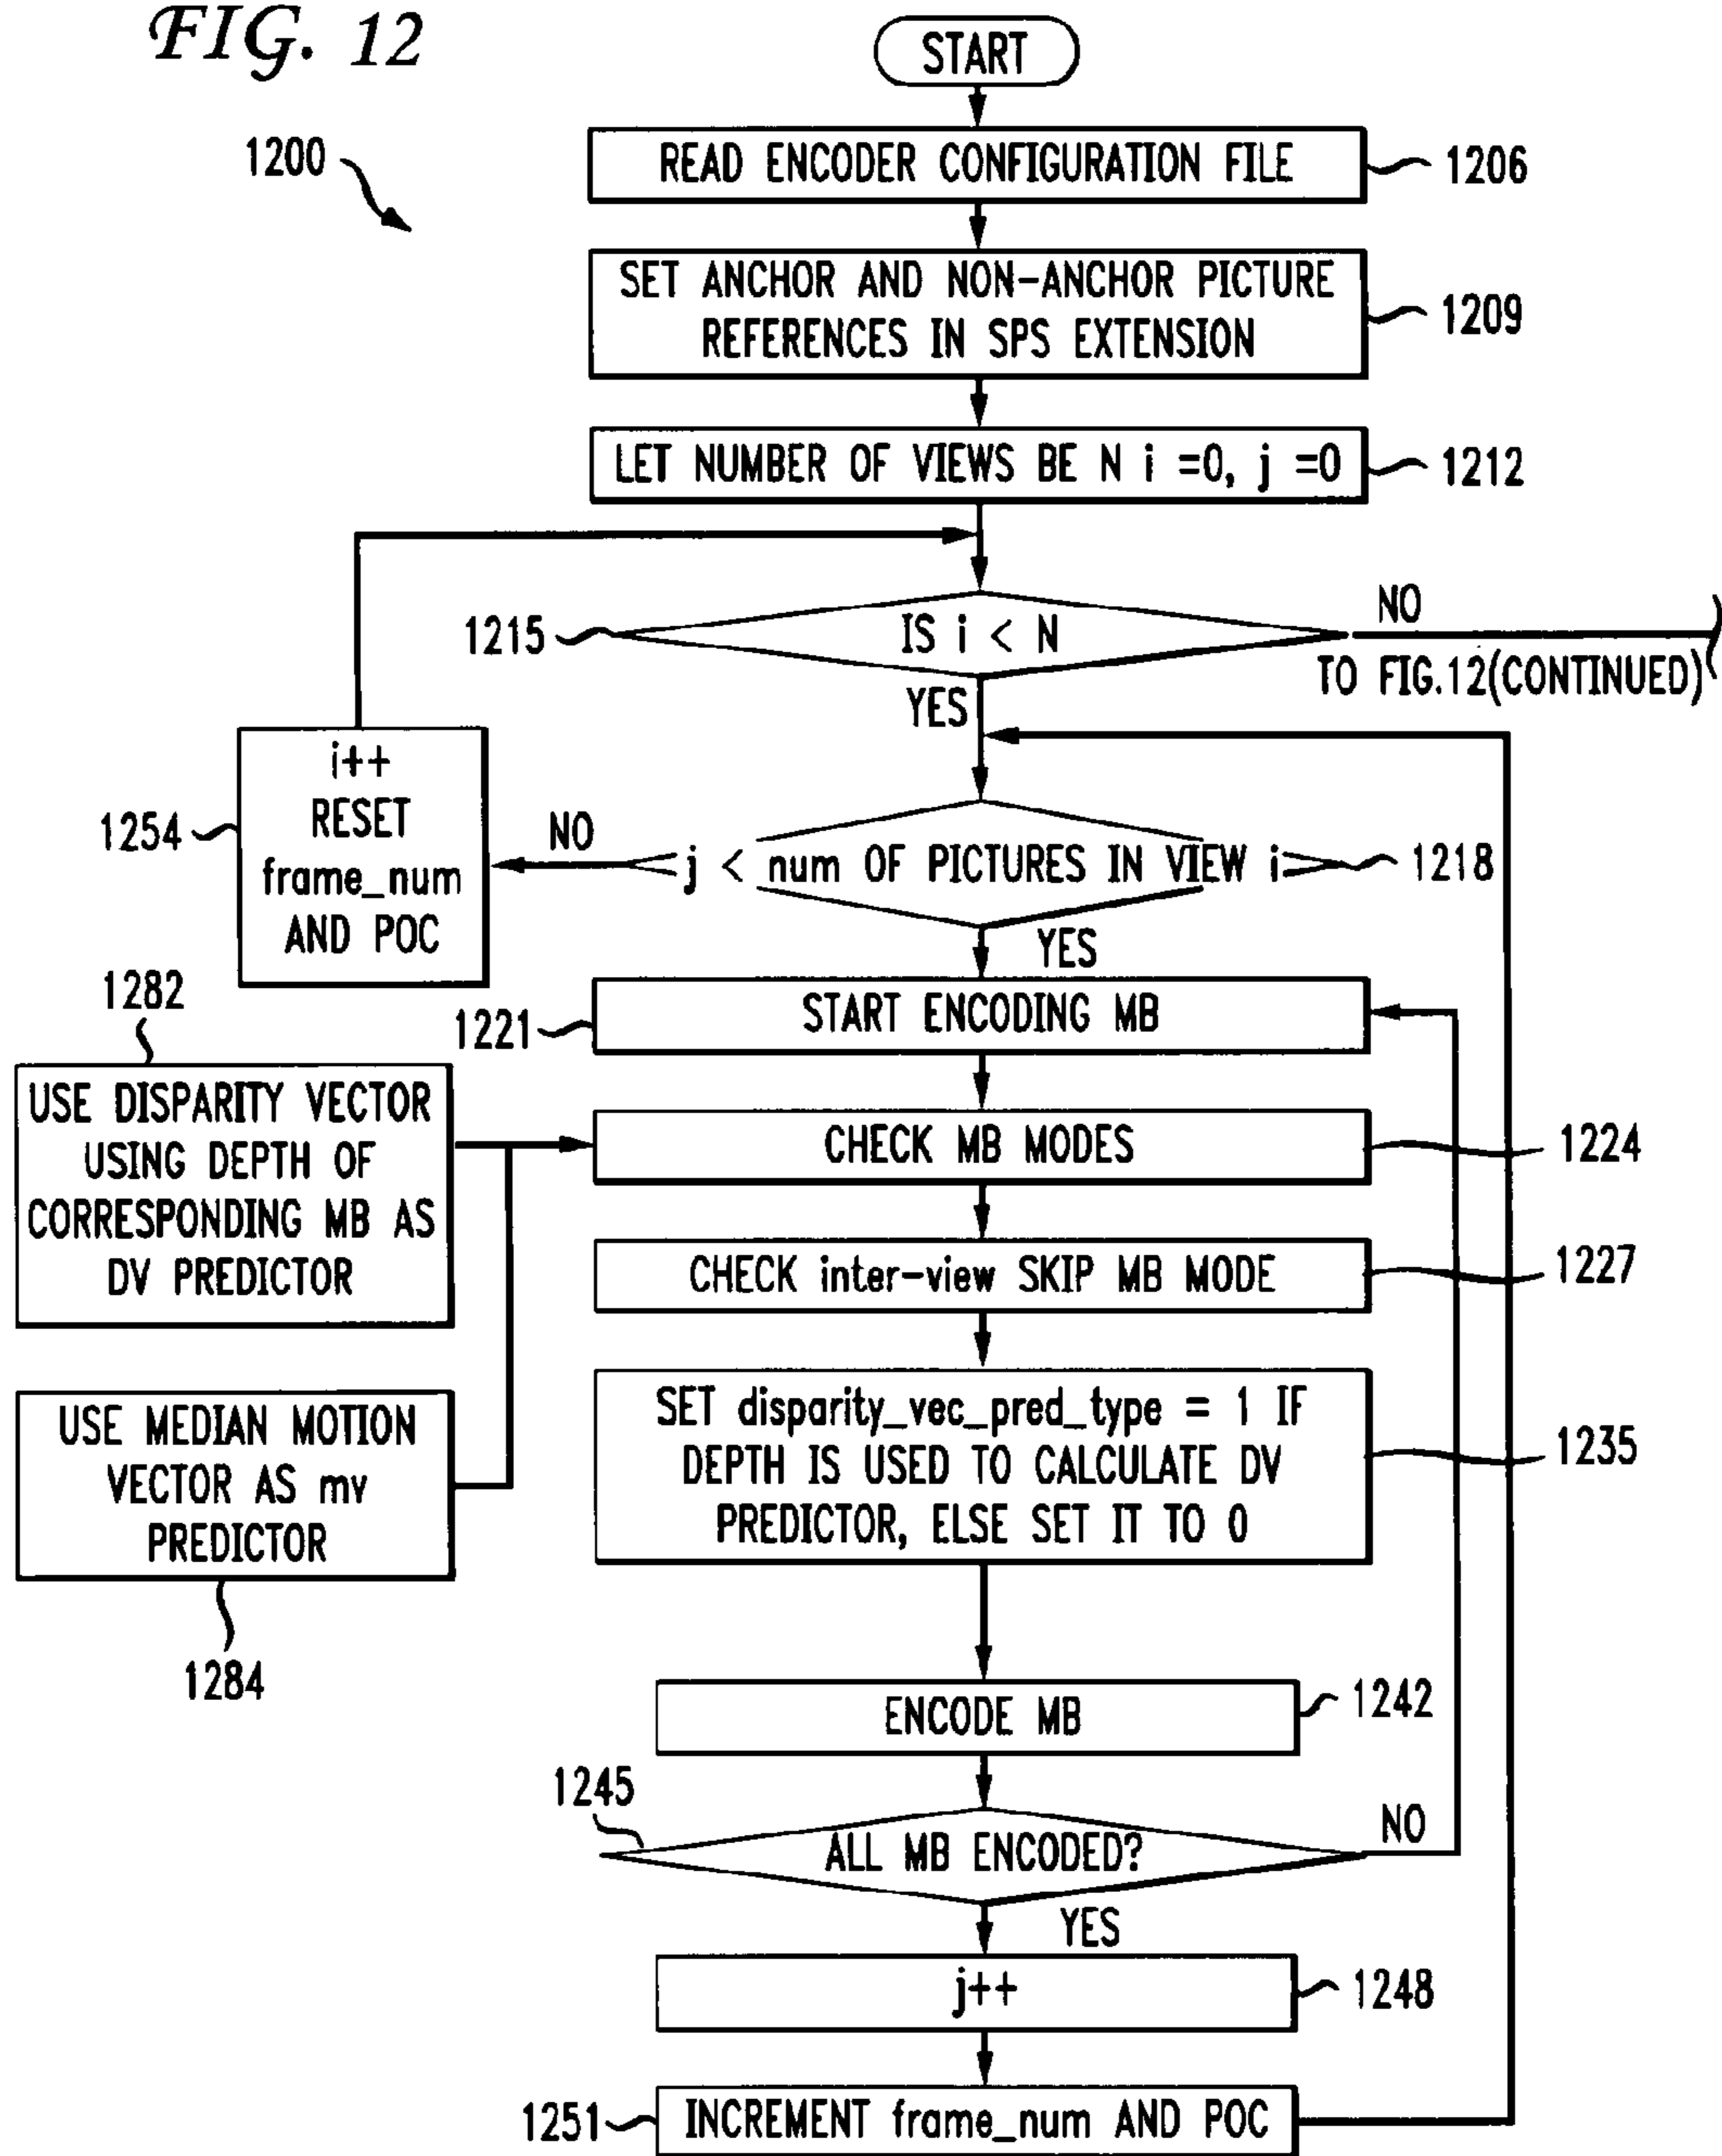 FIG. 12
START
1200
READ ENCODER CONFIGURATION FILE
1206
SET ANCHOR AND NON-ANCHOR PICTURE
REFERENCES IN SPS EXTENSION
1209
LET NUMBER OF VIEWS BE N i =0, j =0
1212
1215
IS i < N
NO
TO FIG.12(CONTINUED)
YES
i++
RESET
frame_num
AND POC
1254
NO
j < num OF PICTURES IN VIEW i
1218
YES
1282
1221
START ENCODING MB
USE DISPARITY VECTOR
USING DEPTH OF
CORRESPONDING MB AS
DV PREDICTOR
CHECK MB MODES
1224
CHECK inter-view SKIP MB MODE
1227
USE MEDIAN MOTION
VECTOR AS mv
PREDICTOR
1284
SET disparity_vec_pred_type = 1 IF
DEPTH IS USED TO CALCULATE DV
PREDICTOR, ELSE SET IT TO 0
1235
ENCODE MB
1242
1245
ALL MB ENCODED?
NO
YES
j++
1248
1251
INCREMENT frame_num AND POC